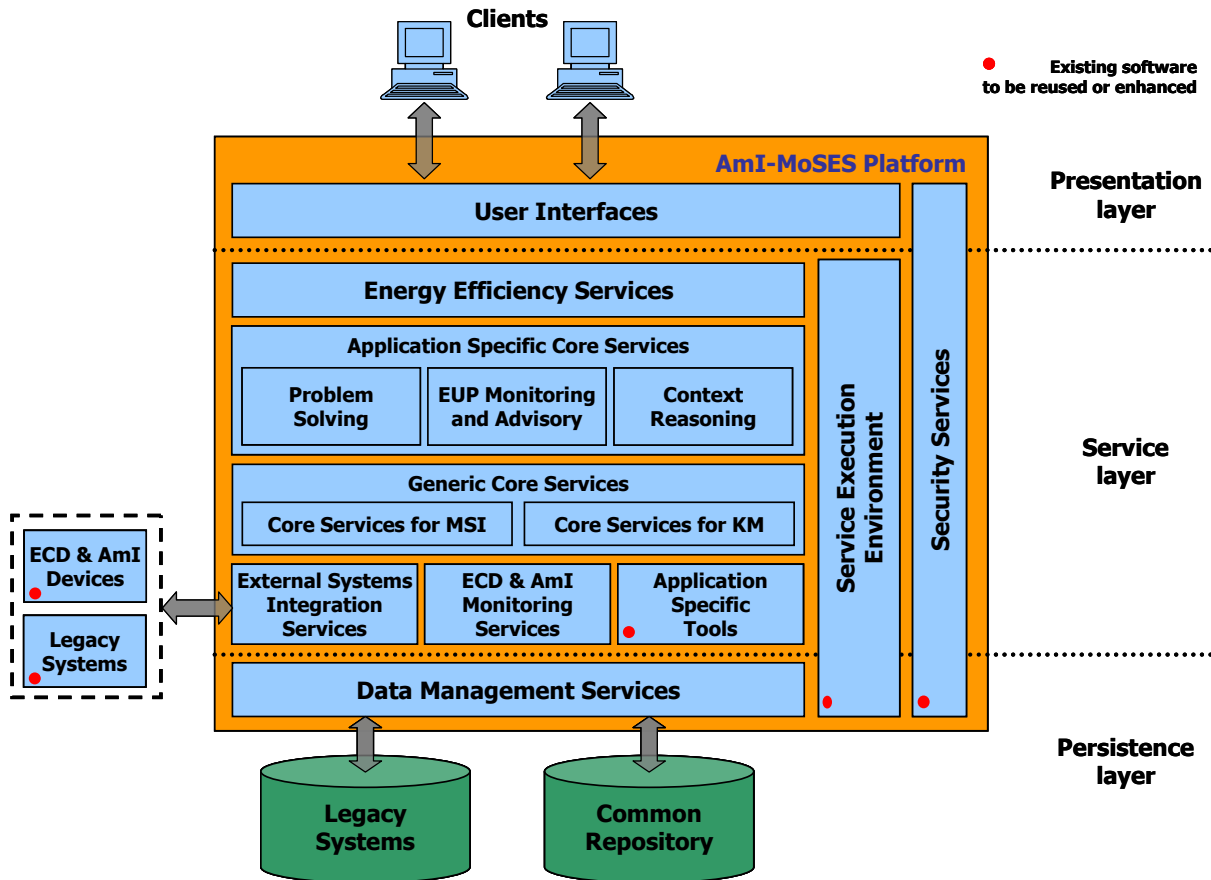 Clients
Existing software
to be reused or enhanced
AmI-MoSES Platform
Presentation
layer
User Interfaces
Energy Efficiency Services
Application Specific Core Services
Problem
Solving
EUP Monitoring
and Advisory
Context
Reasoning
Generic Core Services
Core Services for MSI
Core Services for KM
External Systems
Integration
Services
ECD & AmI
Monitoring
Services
Application
Specific
Tools
Service Execution
Environment
Security Services
Service
layer
ECD & AmI
Devices
Legacy
Systems
Data Management Services
Legacy
Systems
Common
Repository
Persistence
layer